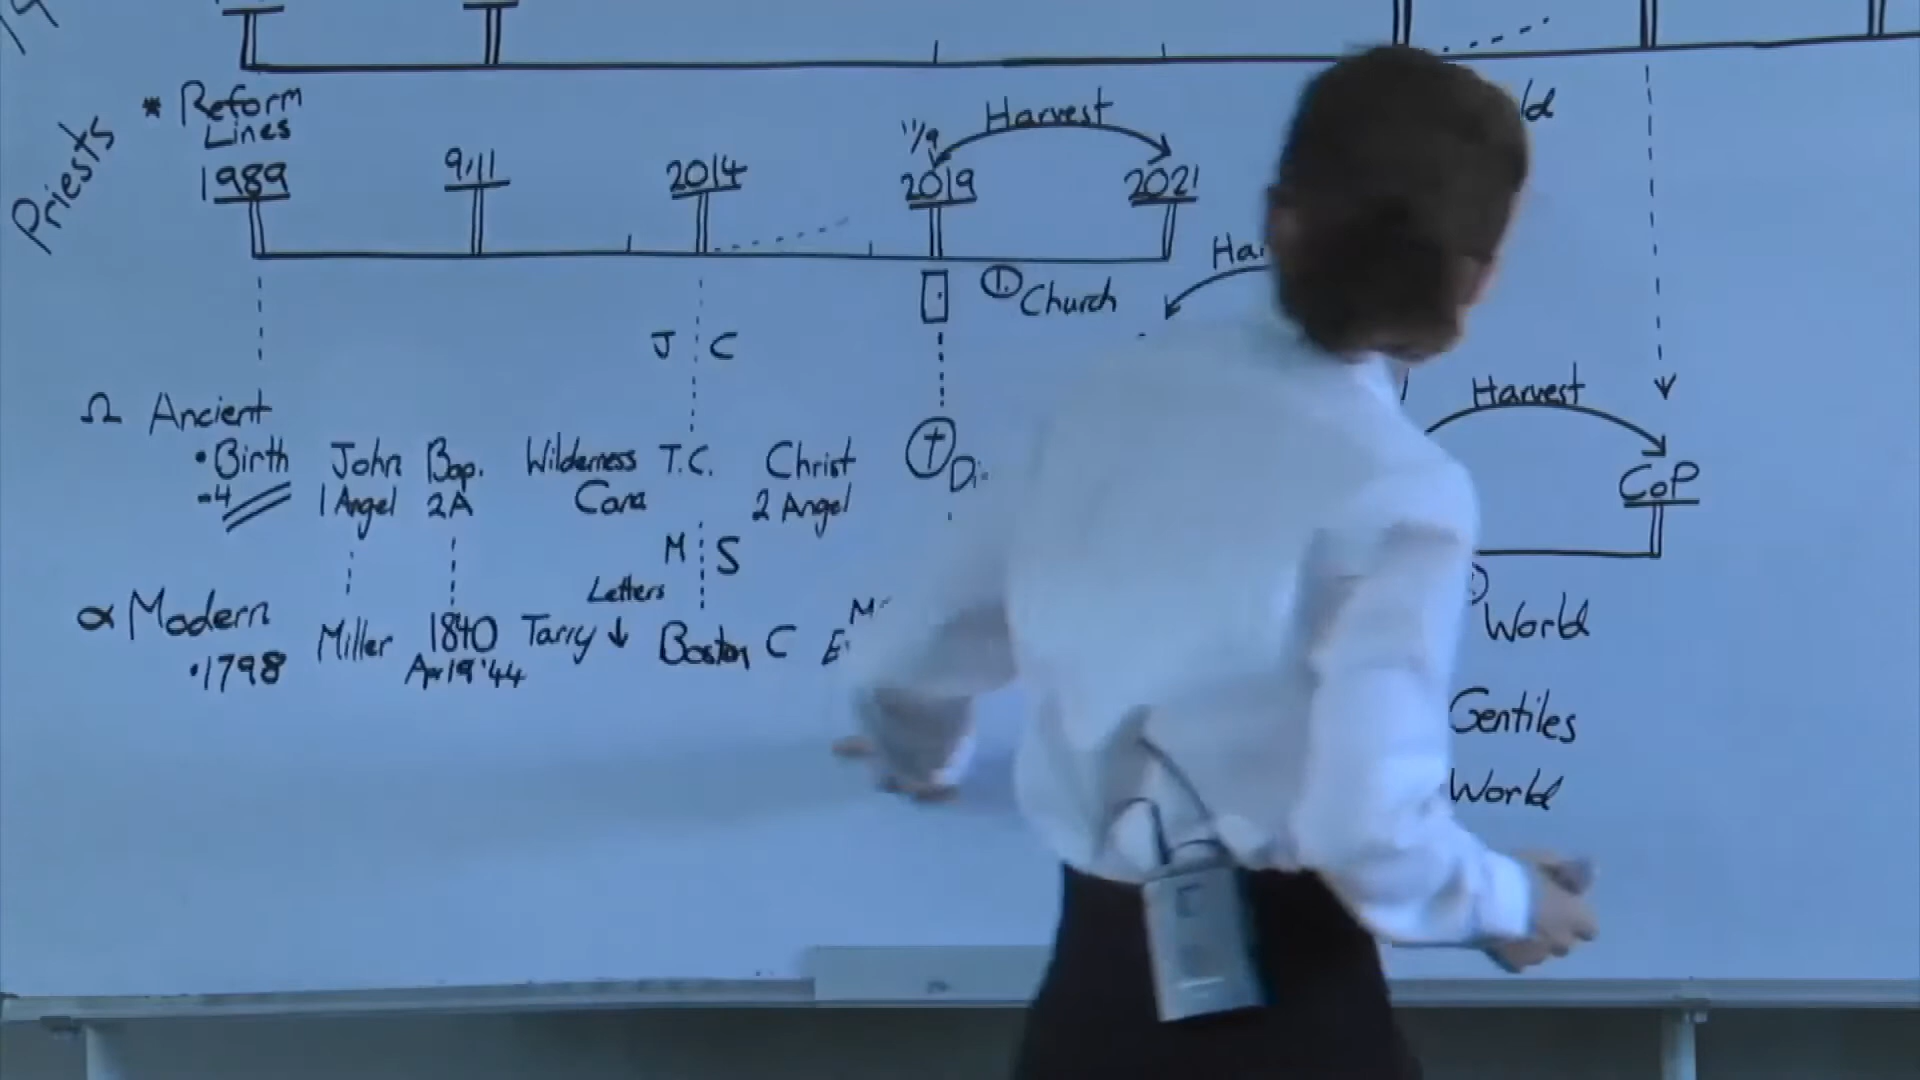 Priests
* Reform
Lines
1989
9/11
2014
11/9
2019
Harvest
2021
1. Church
J C
Harvest
CoP
Ω Ancient
• Birth
-4
John
1 Angel
Bap.
2A
Wilderness
Cana
T.C.
Christ
2 Angel
M S
α Modern
• 1798
Miller
1840
Apr 19 '44
Tarry ↓
Letters
Boston C
World
Gentiles
World